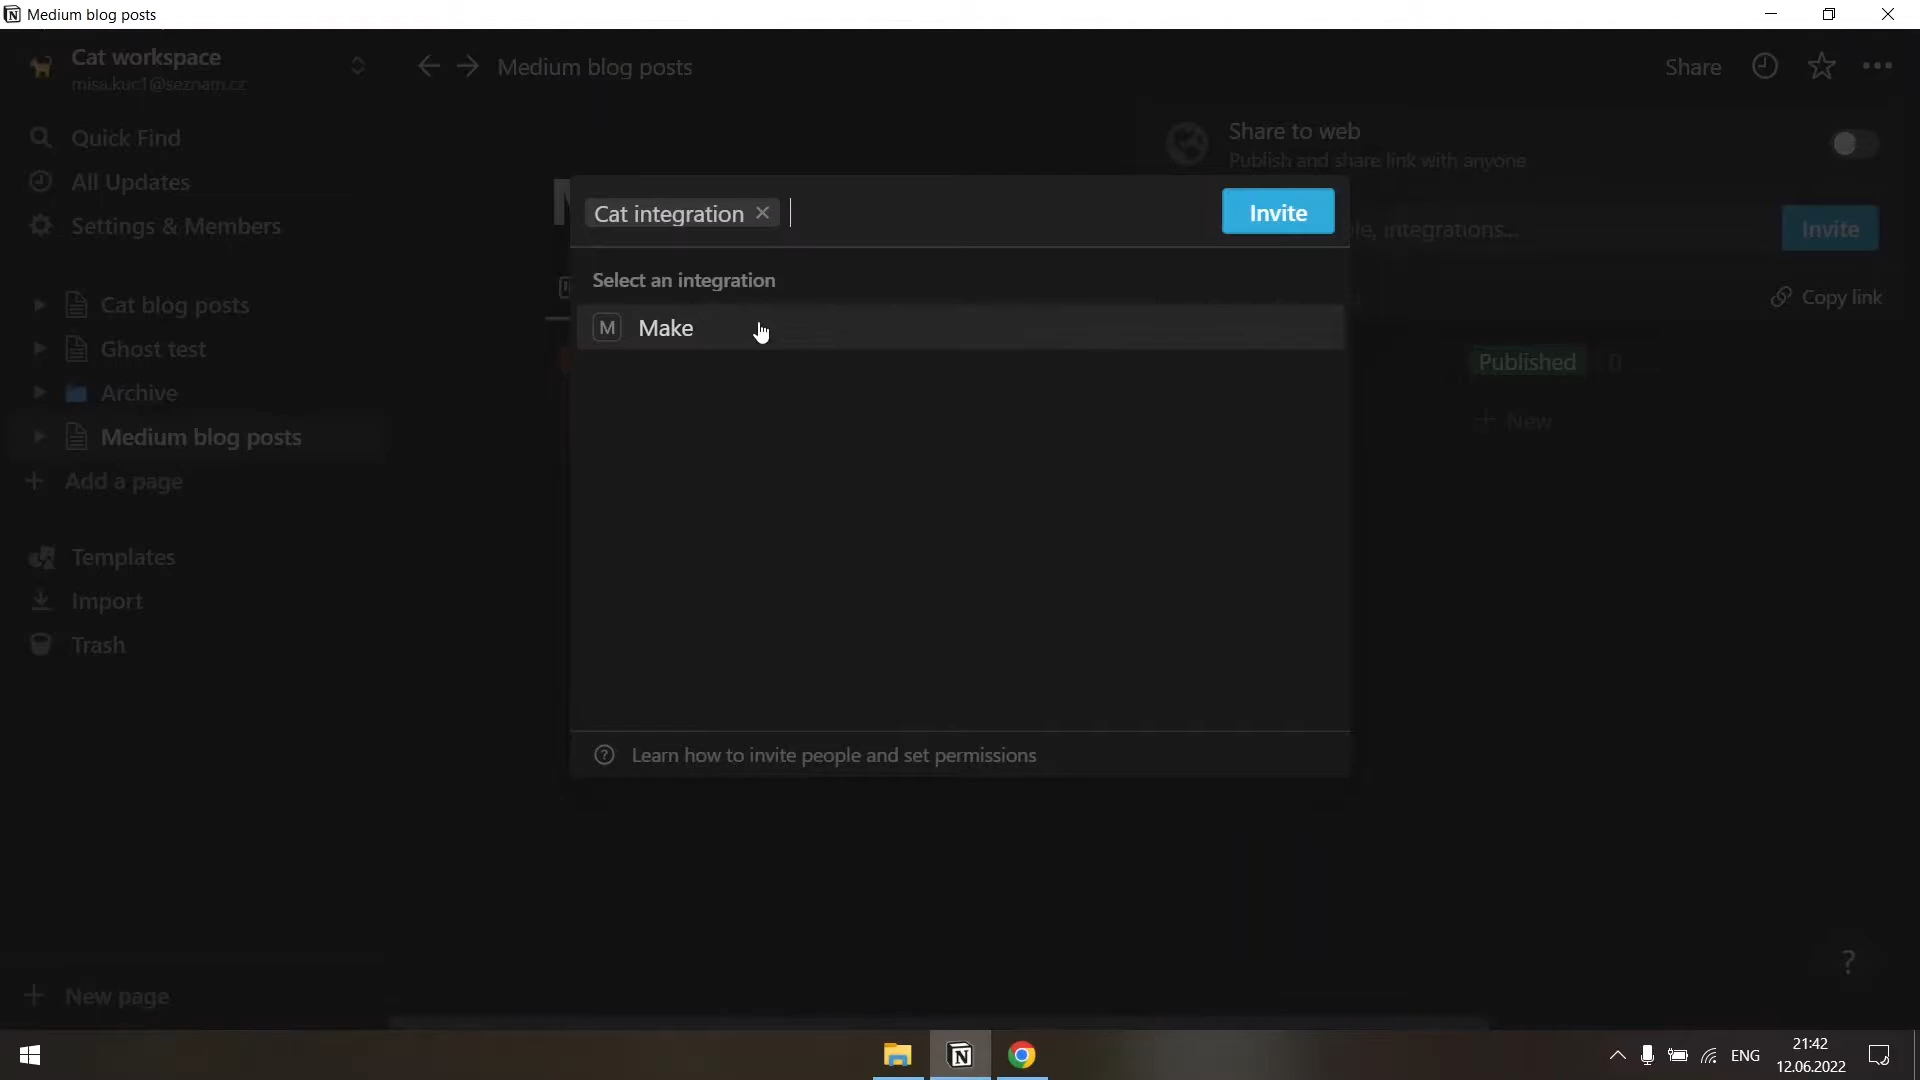 Medium blog posts
Cat workspace
misa.kuc1@seznam.cz
Medium blog posts
Share
Quick Find
All Updates
Settings & Members
Cat blog posts
Ghost test
Archive
Medium blog posts
Add a page
Templates
Import
Trash
New page
Share to web
Publish and share link with anyone
integrations...
Invite
Copy link
Cat integration
Invite
Select an integration
M Make
Learn how to invite people and set permissions
Published 0
New
?
ENG
21:42
12.06.2022